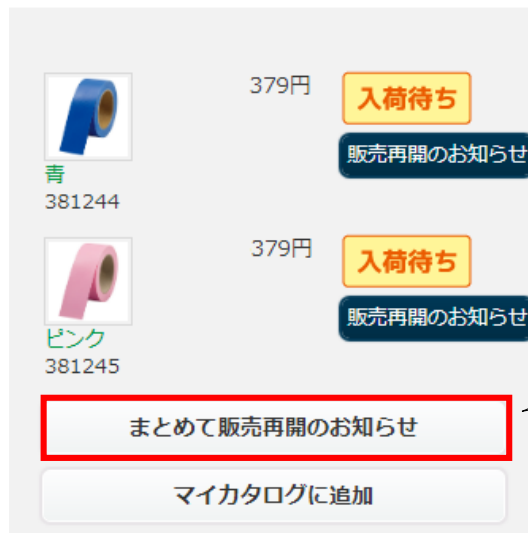 379円
入荷待ち
販売再開のお知らせ
青
381244
379円
入荷待ち
販売再開のお知らせ
ピンク
381245
まとめて販売再開のお知らせ
マイカタログに追加